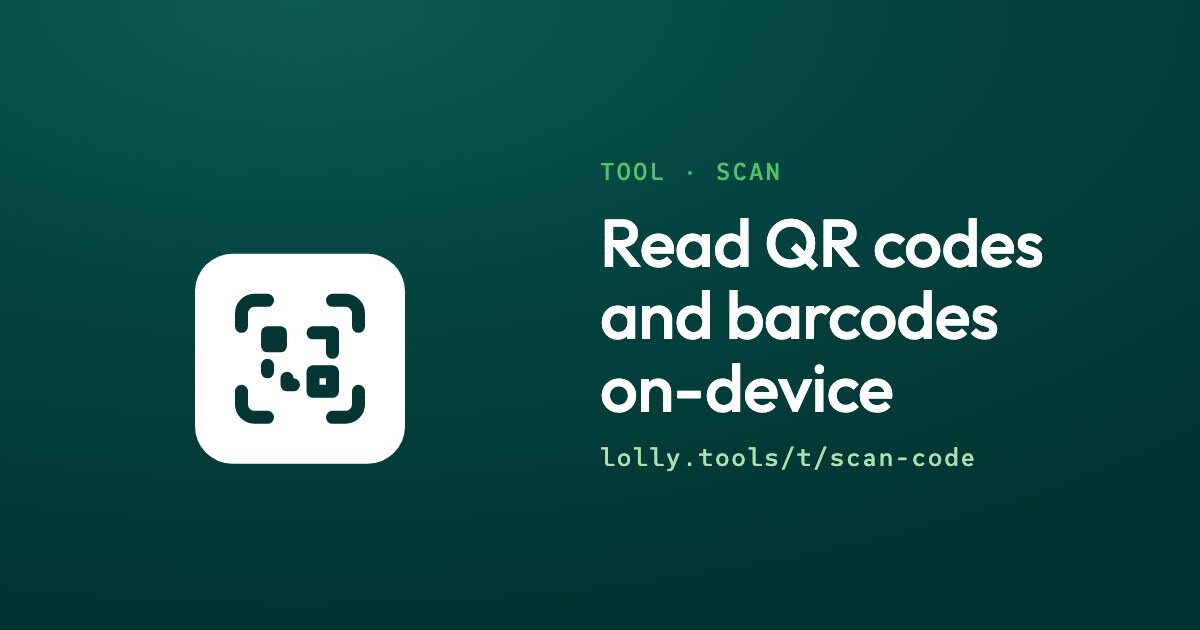 TOOL · SCAN
Read QR codes
and barcodes
on-device
lolly.tools/t/scan-code